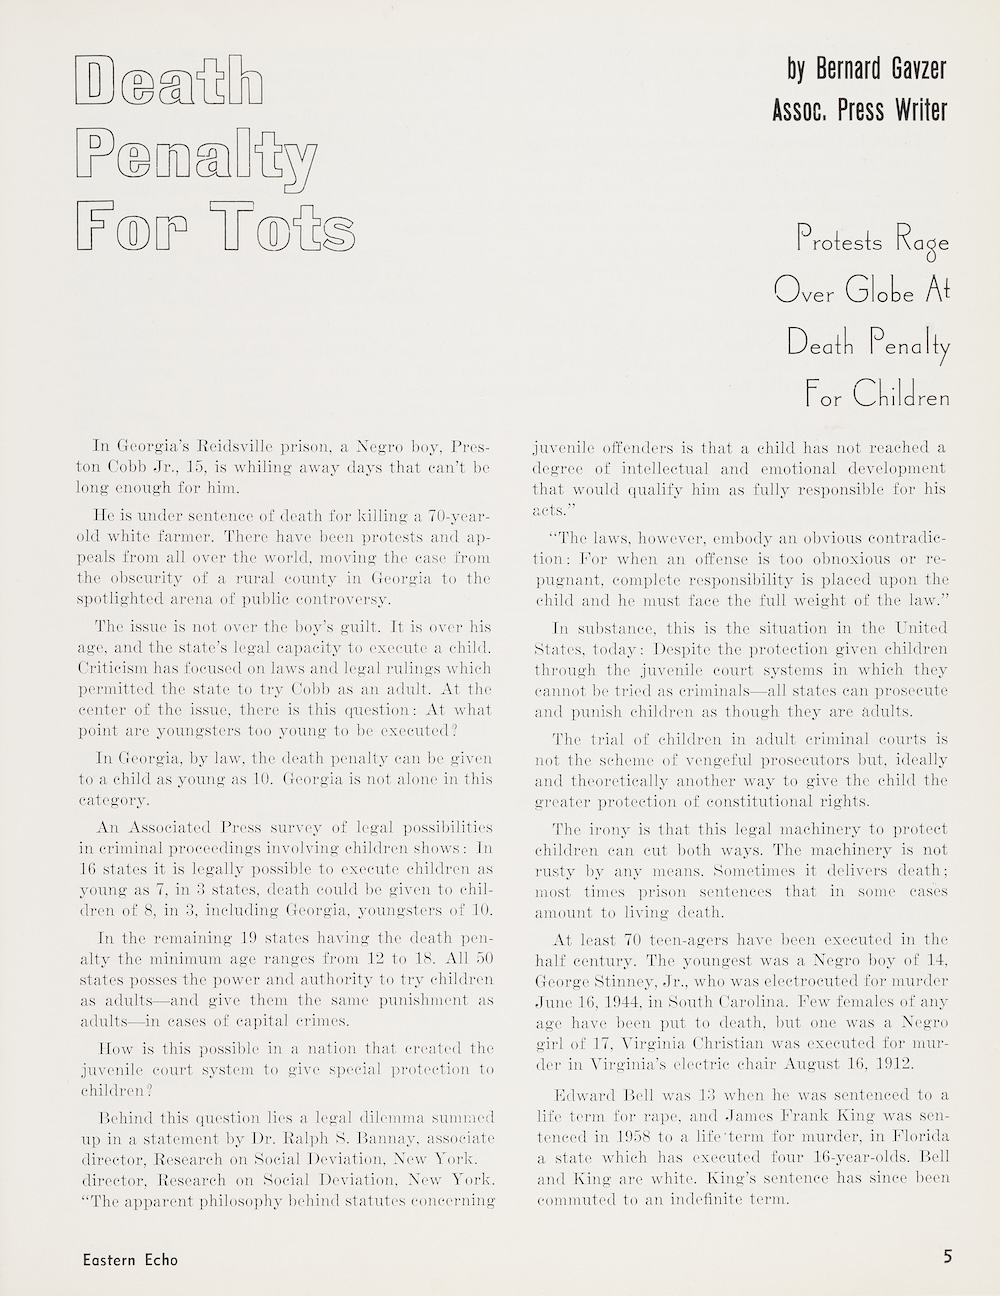 Death
Penalty
For Tots
by Bernard Gavzer
Assoc. Press Writer
Protests Rage
Over Globe At
Death Penalty
For Children
In Georgia's Reidsville prison, a Negro boy, Pres-
ton Cobb Jr., 15, is whiling away days that can't be
long enough for him.
He is under sentence of death for killing a 70-year-
old white farmer. There have been protests and ap-
peals from all over the world, moving the case from
the obscurity of a rural county in Georgia to the
spotlighted arena of public controversy.
The issue is not over the boy's guilt. It is over his
age, and the state's legal capacity to execute a child.
Criticism has focused on laws and legal rulings which
permitted the state to try Cobb as an adult. At the
center of the issue, there is this question: At what
point are youngsters too young to be executed?
In Georgia, by law, the death penalty can be given
to a child as young as 10. Georgia is not alone in this
category.
An Associated Press survey of legal possibilities
in criminal proceedings involving children shows: In
16 states it is legally possible to execute children as
young as 7, in 3 states, death could be given to chil-
dren of 8, in 3, including Georgia, youngsters of 10.
In the remaining 19 states having the death pen-
alty the minimum age ranges from 12 to 18. All 50
states posses the power and authority to try children
as adults—and give them the same punishment as
adults—in cases of capital crimes.
How is this possible in a nation that created the
juvenile court system to give special protection to
children?
Behind this question lies a legal dilemma summed
up in a statement by Dr. Ralph S. Bannay, associate
director, Research on Social Deviation, New York.
director, Research on Social Deviation, New York.
"The apparent philosophy behind statutes concerning
juvenile offenders is that a child has not reached a
degree of intellectual and emotional development
that would qualify him as fully responsible for his
acts."
"The laws, however, embody an obvious contradic-
tion: For when an offense is too obnoxious or re-
pugnant, complete responsibility is placed upon the
child and he must face the full weight of the law."
In substance, this is the situation in the United
States, today: Despite the protection given children
through the juvenile court systems in which they
cannot be tried as criminals—all states can prosecute
and punish children as though they are adults.
The trial of children in adult criminal courts is
not the scheme of vengeful prosecutors but, ideally
and theoretically another way to give the child the
greater protection of constitutional rights.
The irony is that this legal machinery to protect
children can cut both ways. The machinery is not
rusty by any means. Sometimes it delivers death;
most times prison sentences that in some cases
amount to living death.
At least 70 teen-agers have been executed in the
half century. The youngest was a Negro boy of 14,
George Stinney, Jr., who was electrocuted for murder
June 16, 1944, in South Carolina. Few females of any
age have been put to death, but one was a Negro
girl of 17, Virginia Christian was executed for mur-
der in Virginia's electric chair August 16, 1912.
Edward Bell was 13 when he was sentenced to a
life term for rape, and James Frank King was sen-
tenced in 1958 to a life term for murder, in Florida
a state which has executed four 16-year-olds. Bell
and King are white. King's sentence has since been
commuted to an indefinite term.
Eastern Echo
5